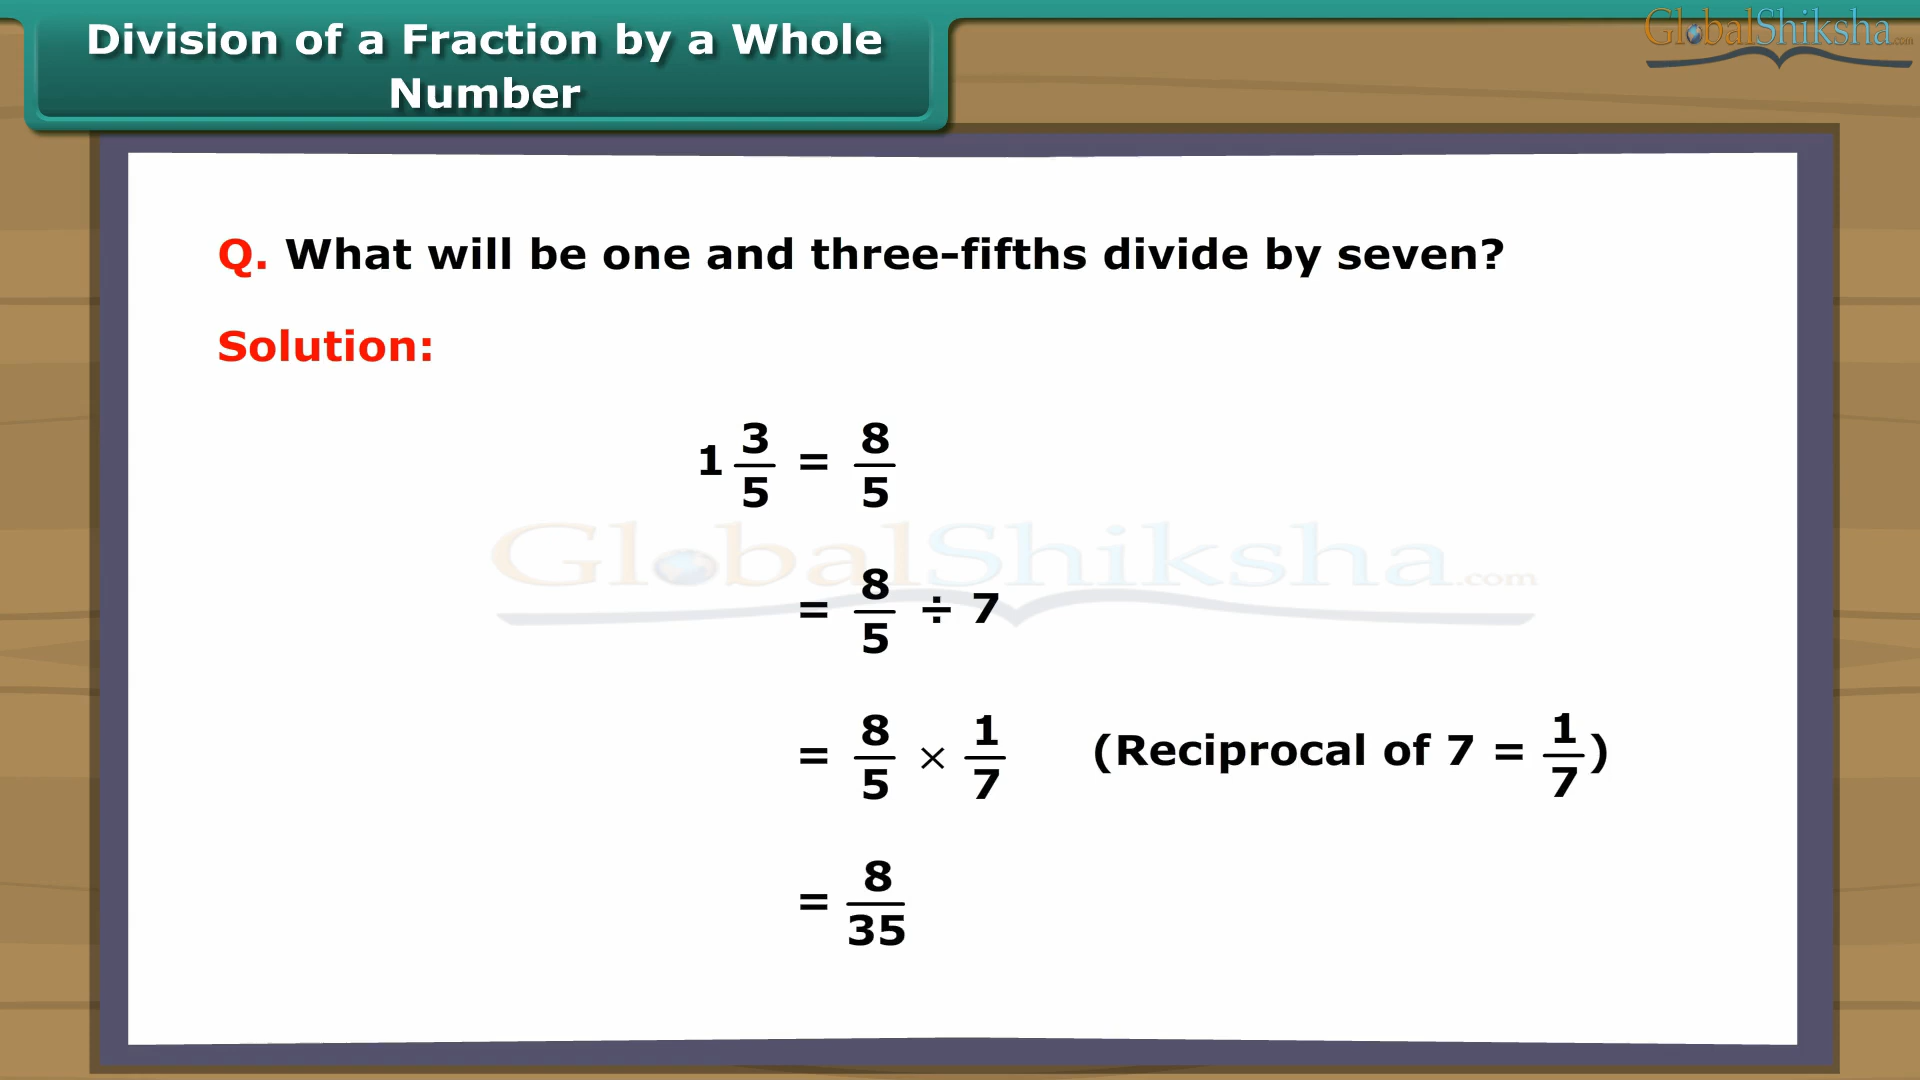 Division of a Fraction by a Whole
Number
GlobalShiksha.com
Q. What will be one and three-fifths divide by seven?
Solution:
1 3/5 = 8/5
GlobalShiksha.com
= 8/5 ÷ 7
= 8/5 × 1/7 (Reciprocal of 7 = 1/7)
= 8/35